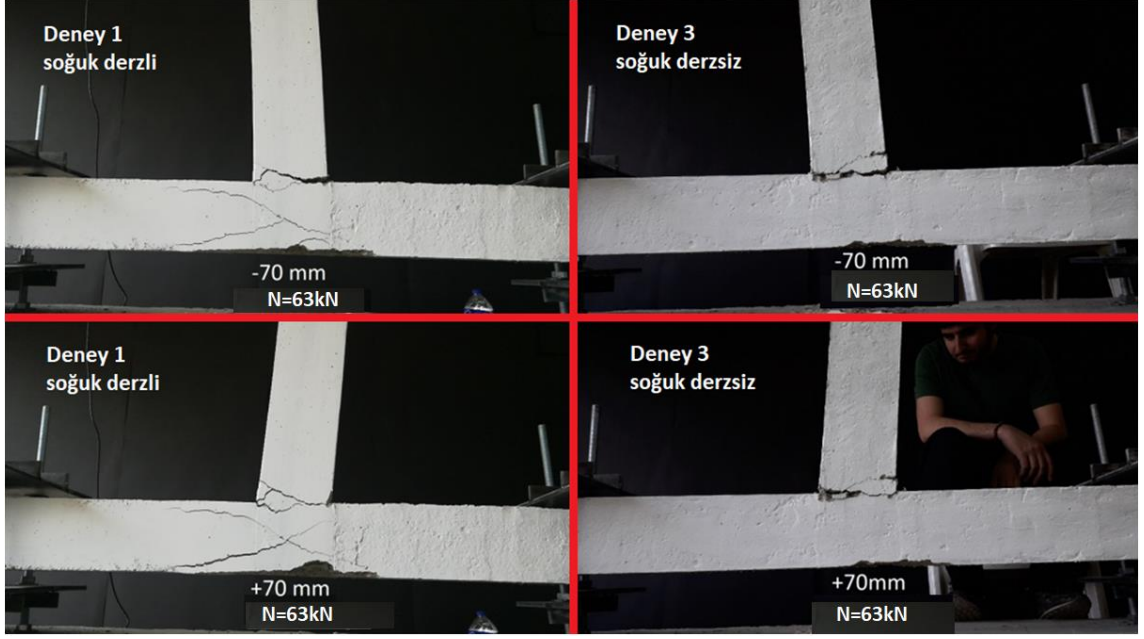 Deney 1
soğuk derzli
-70 mm
N=63kN
Deney 3
soğuk derzsiz
-70 mm
N=63kN
Deney 1
soğuk derzli
+70 mm
N=63kN
Deney 3
soğuk derzsiz
+70mm
N=63kN